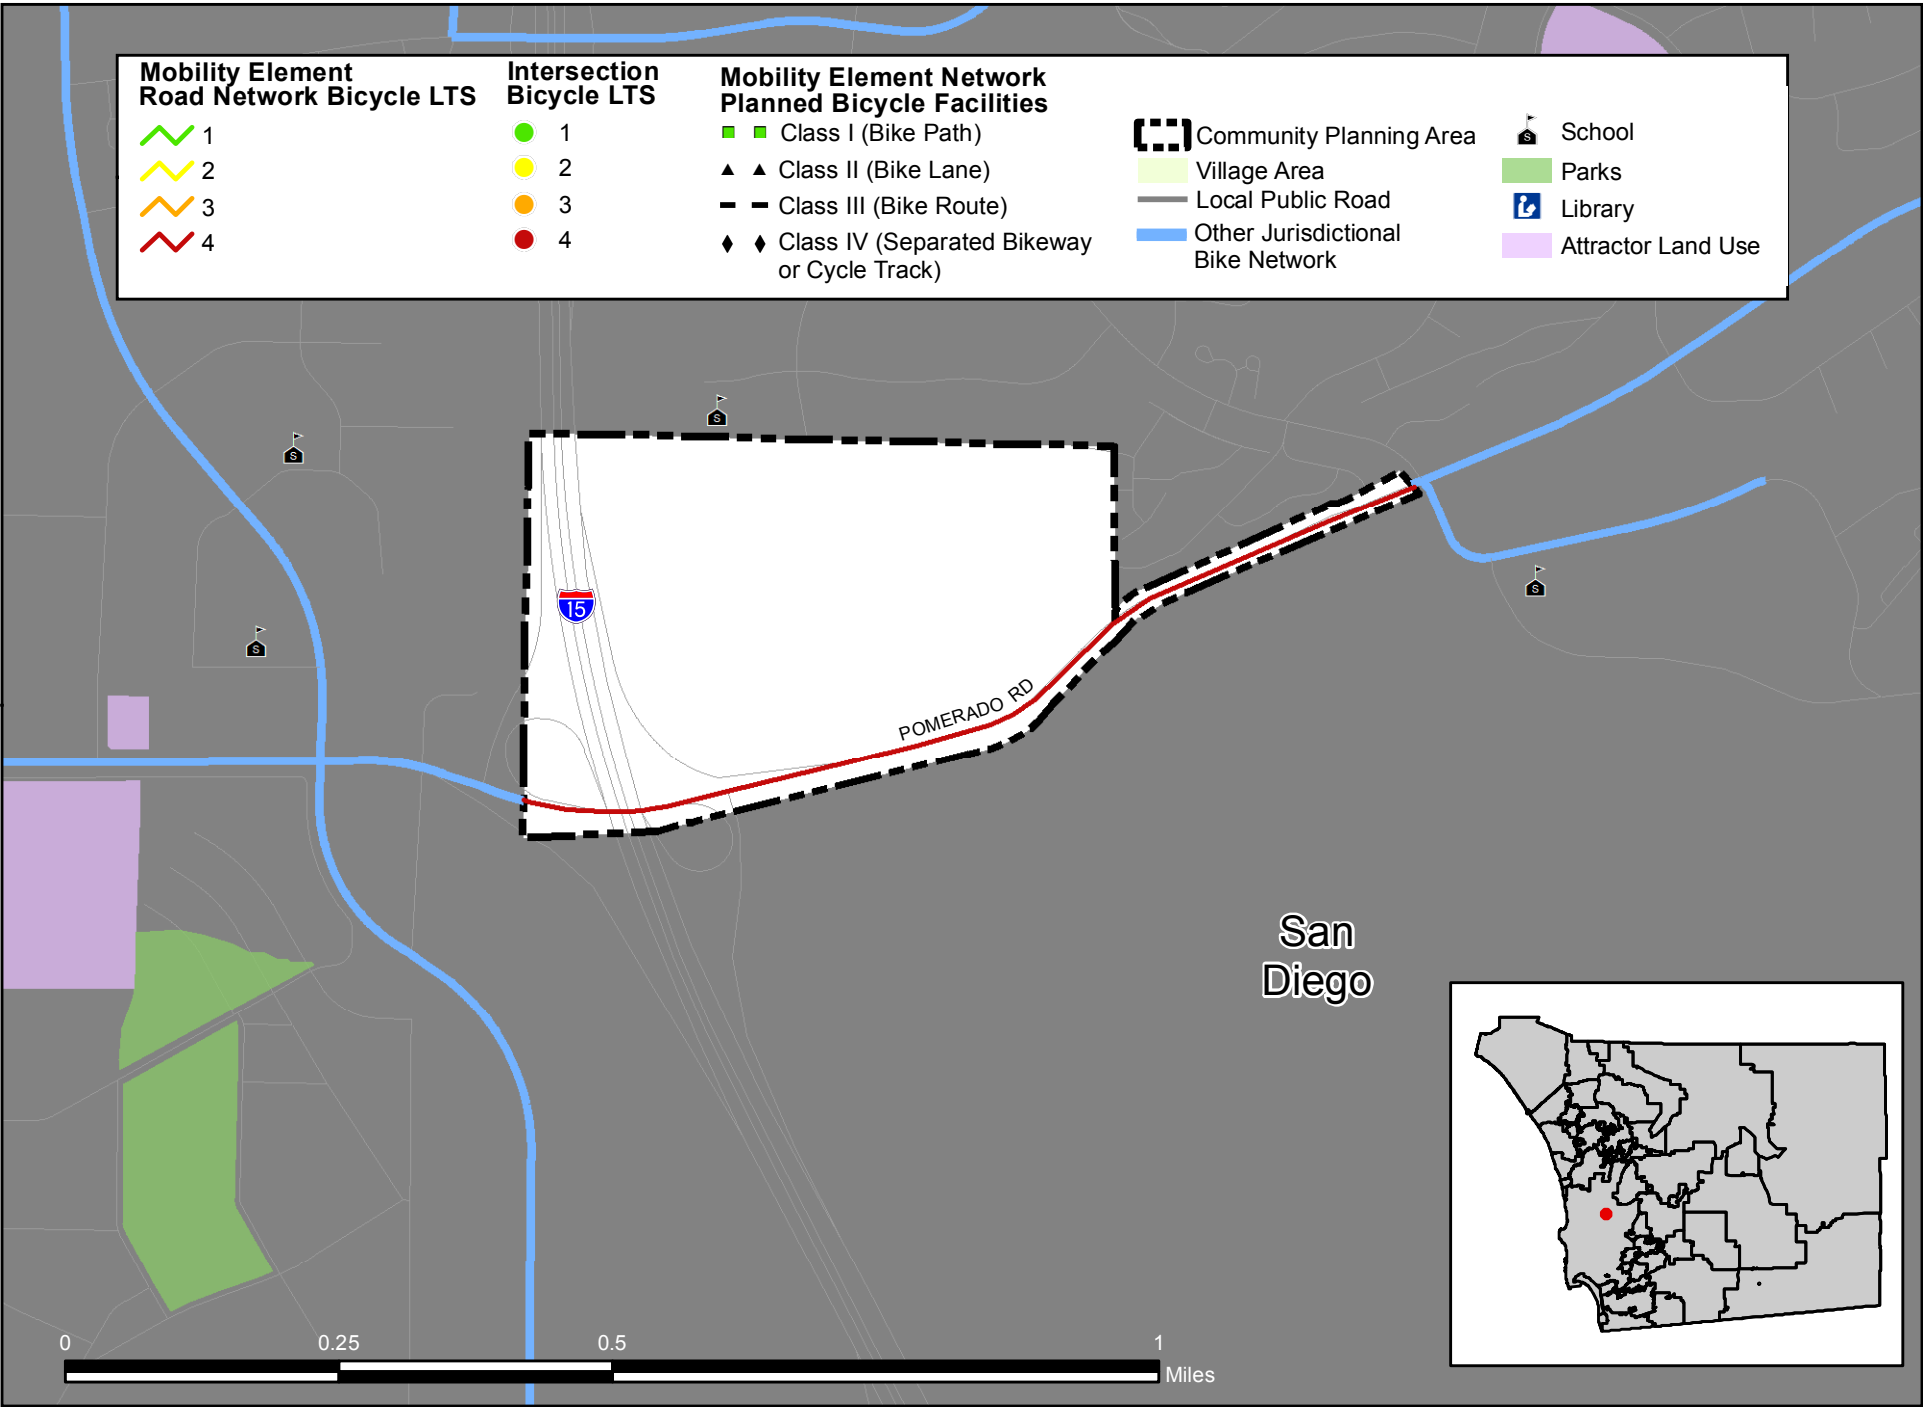 Mobility Element
Road Network Bicycle LTS
1
2
3
4
Intersection
Bicycle LTS
1
2
3
4
Mobility Element Network
Planned Bicycle Facilities
Class I (Bike Path)
Class II (Bike Lane)
Class III (Bike Route)
Class IV (Separated Bikeway
or Cycle Track)
Community Planning Area
Village Area
Local Public Road
Other Jurisdictional
Bike Network
S School
Parks
Library
Attractor Land Use
S
S
S
S
15
POMERADO RD
San
Diego
0 0.25 0.5 1
Miles